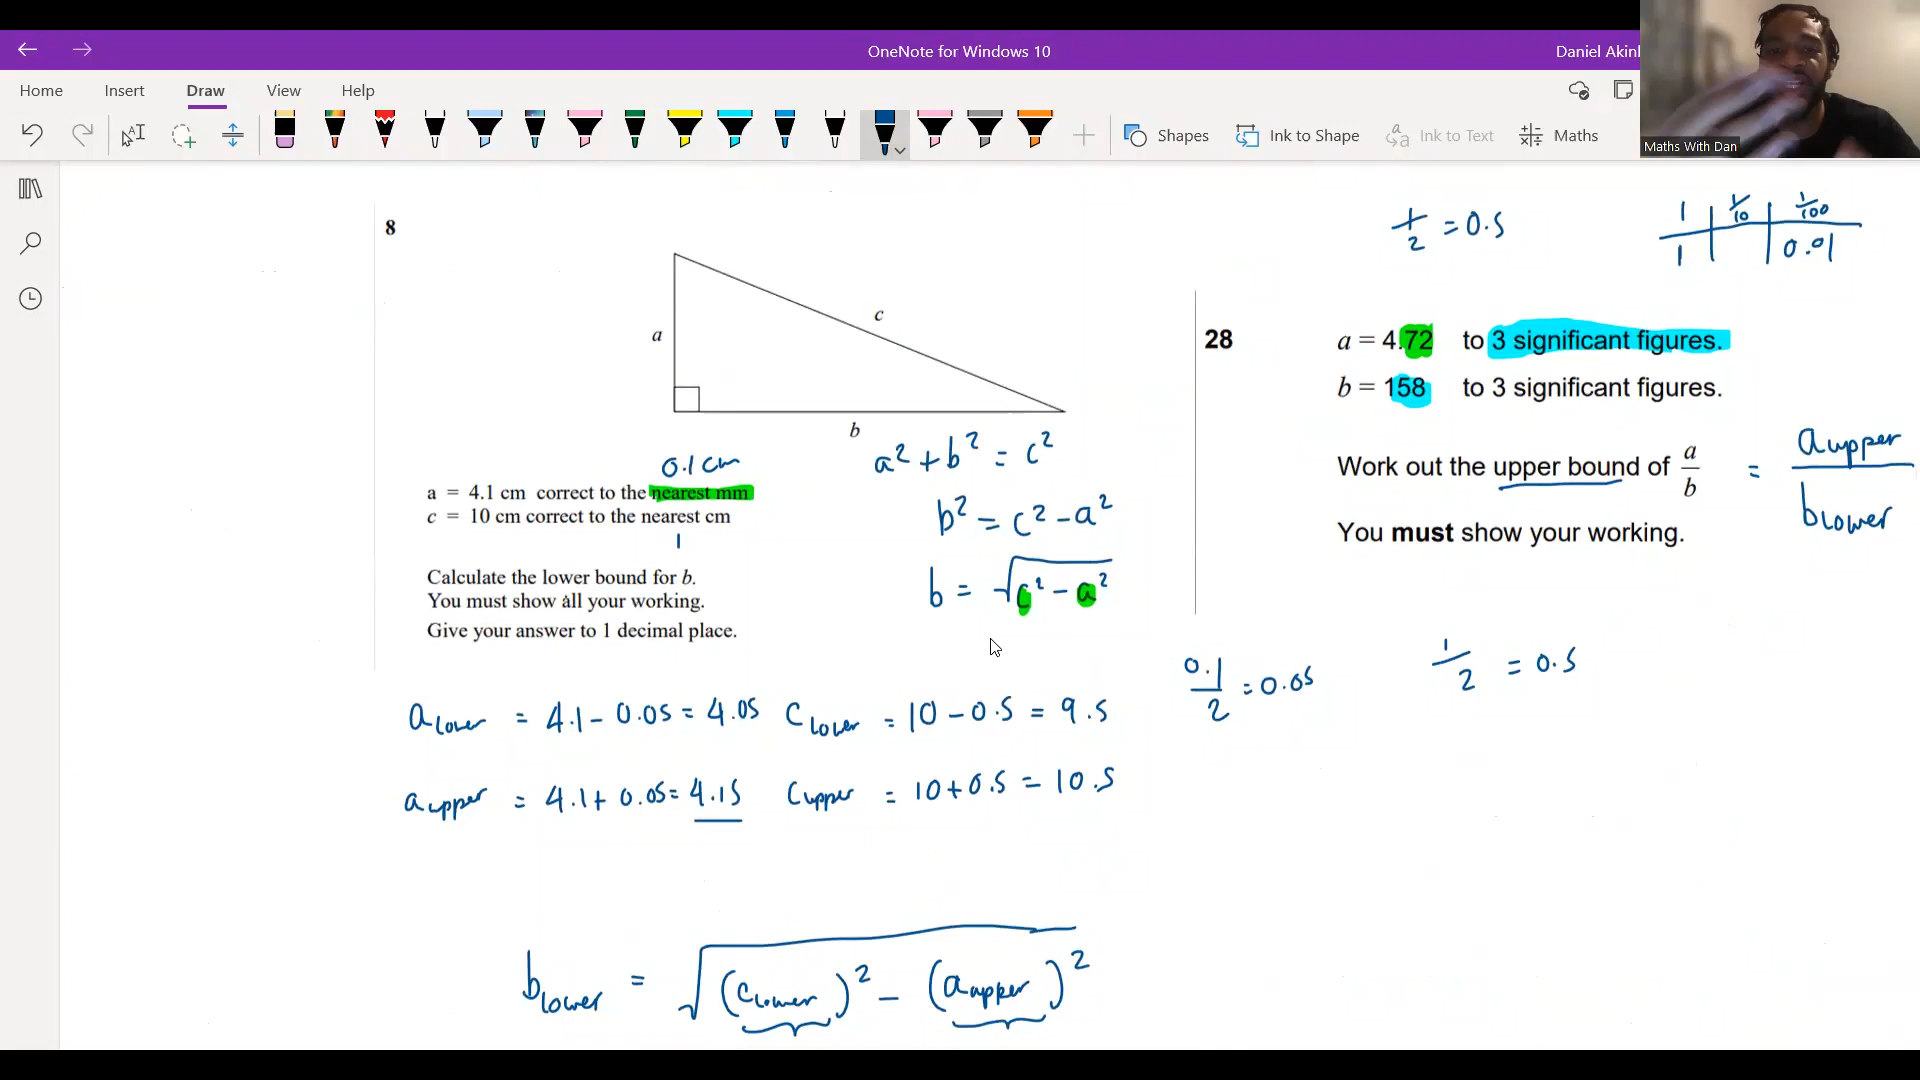 OneNote for Windows 10
Daniel Akinl
Home Insert Draw View Help
Shapes Ink to Shape Ink to Text Maths
Maths With Dan
8
a
c
b
0.1 cm
a = 4.1 cm correct to the nearest mm
c = 10 cm correct to the nearest cm
1
Calculate the lower bound for b.
You must show all your working.
Give your answer to 1 decimal place.
a² + b² = c²
b² = c² - a²
b = √c² - a²
a lower = 4.1 - 0.05 = 4.05
c lower = 10 - 0.5 = 9.5
a upper = 4.1 + 0.05 = 4.15
c upper = 10 + 0.5 = 10.5
b lower = √(c lower)² - (a upper)²
1/2 = 0.5
1 | 1/10 | 1/100
1 | | 0.01
28
a = 4.72 to 3 significant figures.
b = 158 to 3 significant figures.
Work out the upper bound of a/b = a upper / b lower
You must show your working.
0.1/2 = 0.05
1/2 = 0.5